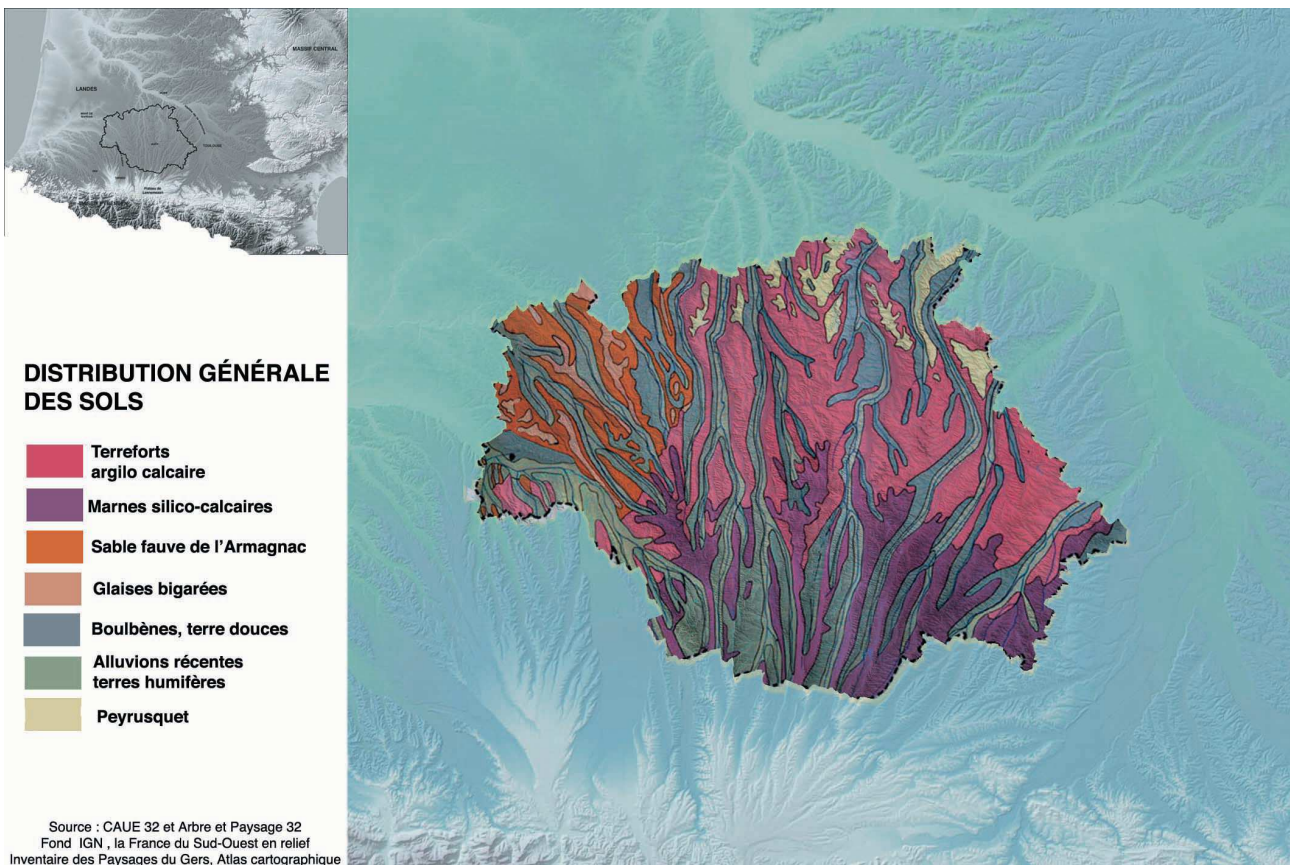 MASSIF CENTRAL
LANDES
TOULOUSE
DISTRIBUTION GÉNÉRALE
DES SOLS
Terreforts
argilo calcaire
Marnes silico-calcaires
Sable fauve de l'Armagnac
Glaises bigarées
Boulbènes, terre douces
Alluvions récentes
terres humifères
Peyrusquet
Source : CAUE 32 et Arbre et Paysage 32
Fond IGN , la France du Sud-Ouest en relief
Inventaire des Paysages du Gers, Atlas cartographique